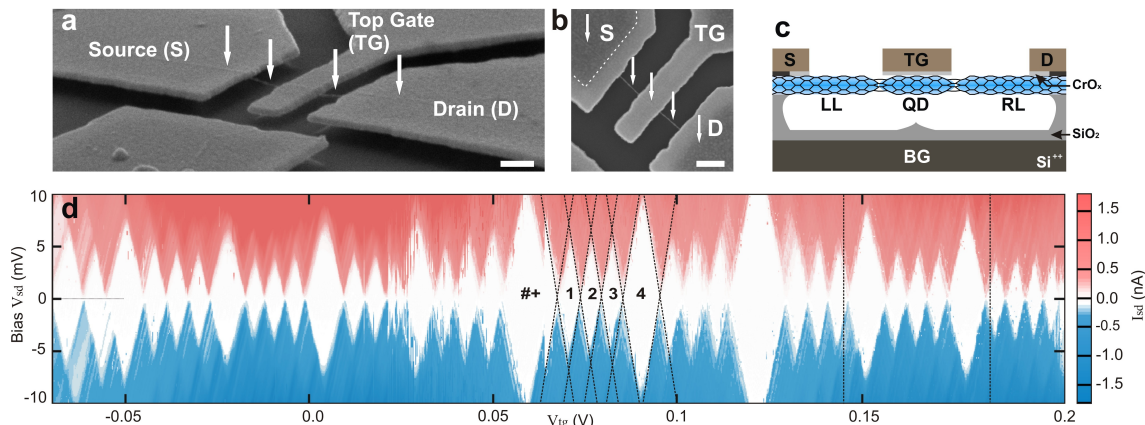 a
Source (S)
Top Gate
(TG)
Drain (D)
b
S
TG
D
c
S
TG
D
CrOₓ
LL
QD
RL
SiO₂
BG
Si⁺⁺
d
Bias Vsd (mV)
10
5
0
-5
-10
#+
1
2
3
4
-0.05
0.0
0.05
0.1
0.15
0.2
Vtg (V)
1.5
1.0
0.5
0.0
-0.5
-1.0
-1.5
Isd (nA)